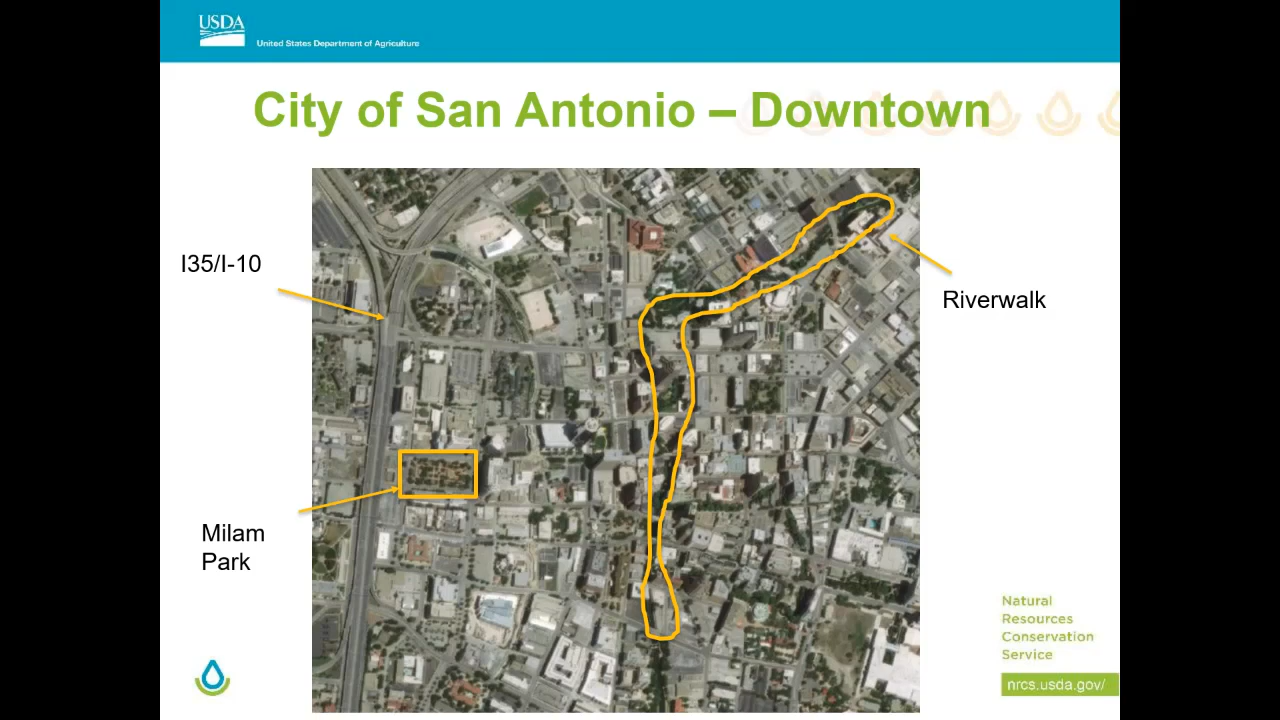 USDA
United States Department of Agriculture
City of San Antonio – Downtown
I35/I-10
Riverwalk
Milam
Park
Natural
Resources
Conservation
Service
nrcs.usda.gov/